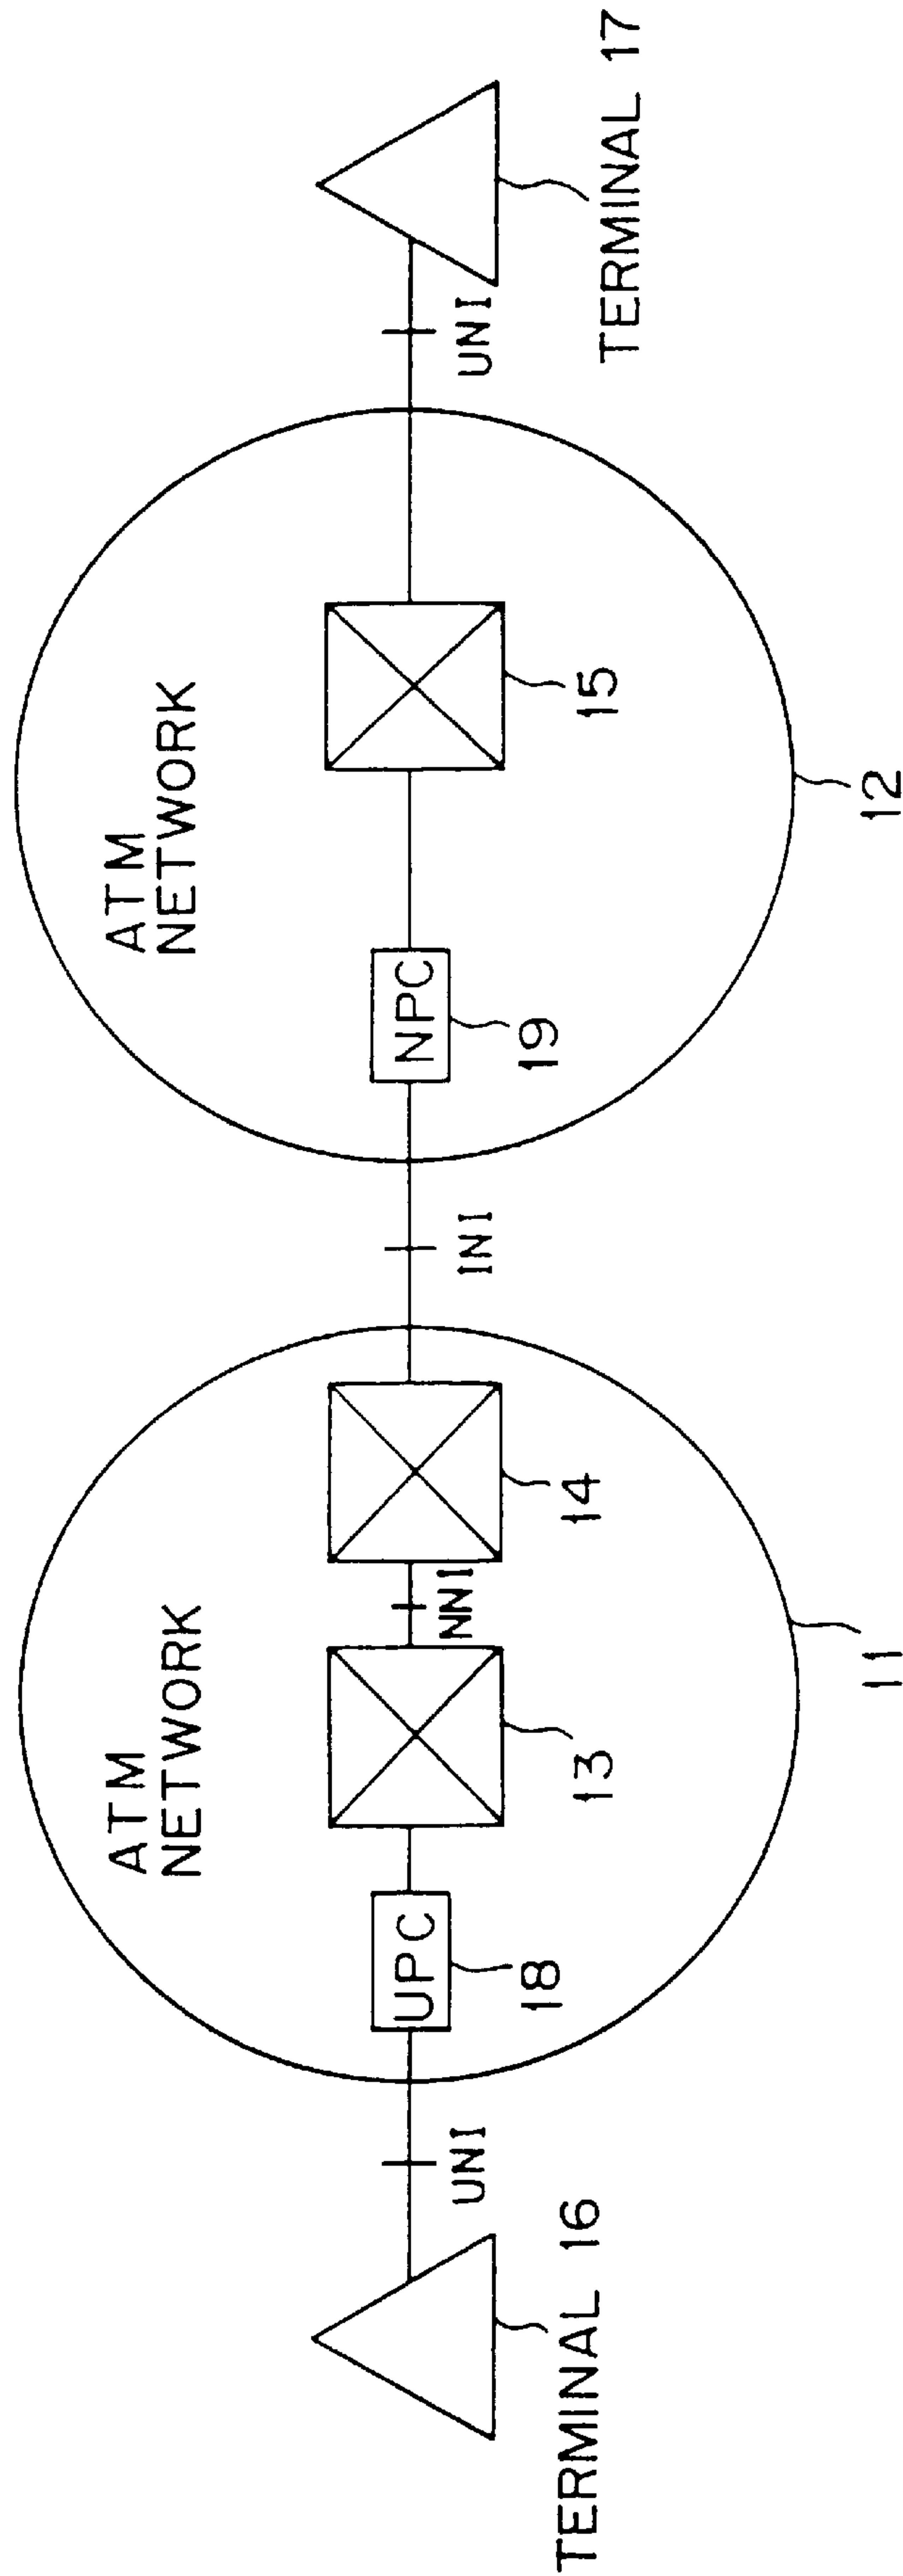 ATM
NETWORK
ATM
NETWORK
TERMINAL 16
UNI
UPC
18
13
NNI
14
11
INI
NPC
19
15
12
UNI
TERMINAL 17